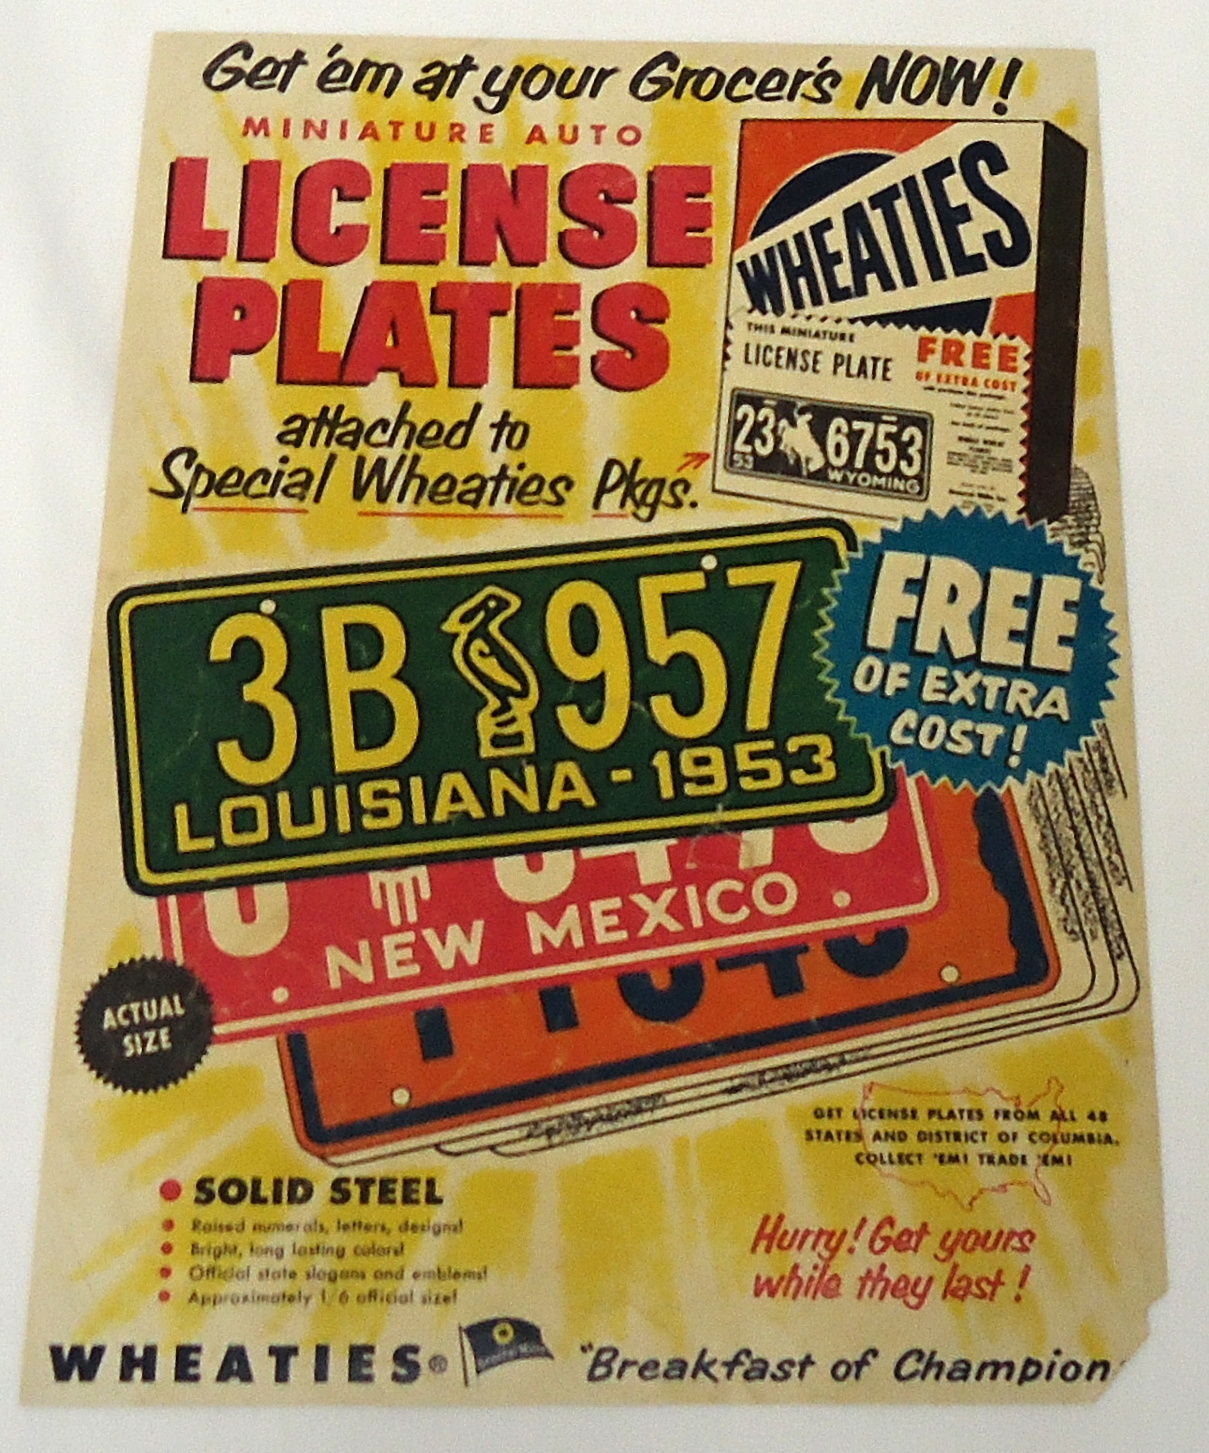 Get 'em at your Grocer's NOW!
MINIATURE AUTO
LICENSE
PLATES
attached to
Special Wheaties Pkgs.
WHEATIES
THIS MINIATURE
LICENSE PLATE
FREE
OF EXTRA COST
23 6753
53 WYOMING
FREE
OF EXTRA
COST!
3B 957
LOUISIANA - 1953
NEW MEXICO
ACTUAL
SIZE
GET LICENSE PLATES FROM ALL 48
STATES AND DISTRICT OF COLUMBIA.
COLLECT 'EM! TRADE 'EM!
SOLID STEEL
Raised numerals, letters, designs!
Bright, long lasting colors!
Official state slogans and emblems!
Approximately 1/6 official size!
Hurry! Get yours
while they last!
WHEATIES®
"Breakfast of Champion